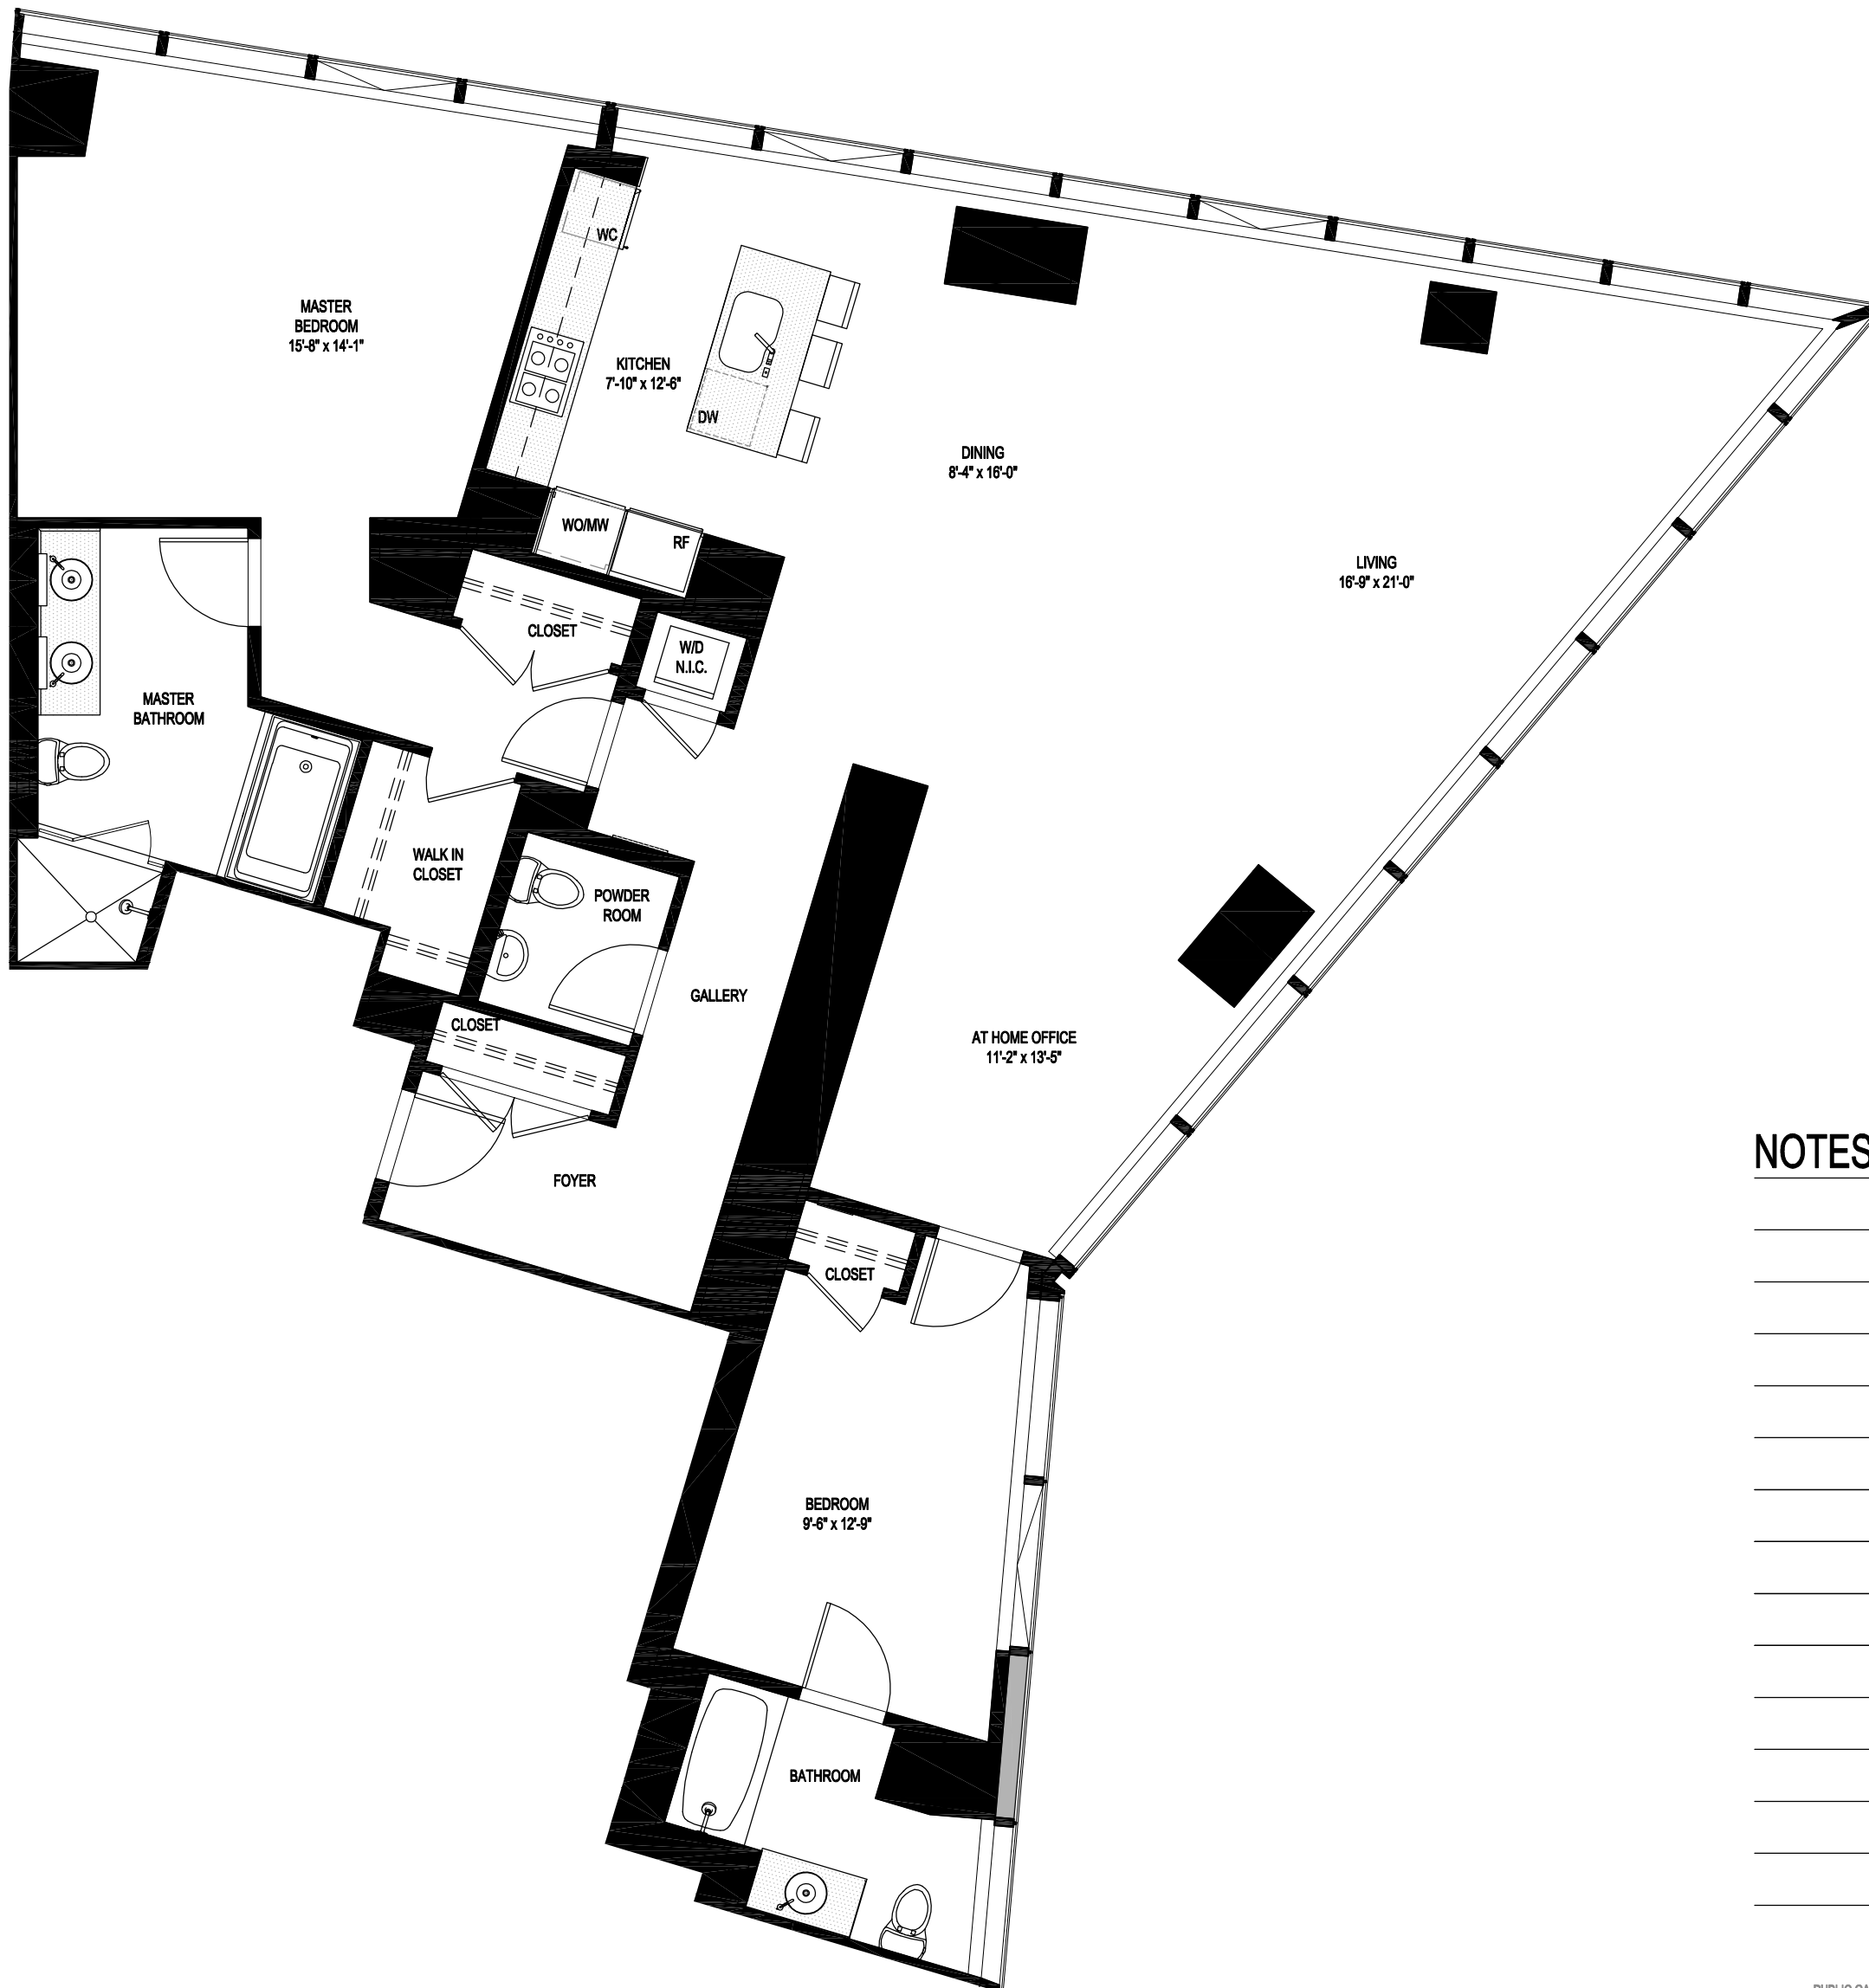 WC
MASTER
BEDROOM
15'-8" x 14'-1"
KITCHEN
7'-10" x 12'-6"
DW
DINING
8'-4" x 16'-0"
WO/MW
RF
LIVING
16'-9" x 21'-0"
CLOSET
W/D
N.I.C.
MASTER
BATHROOM
WALK IN
CLOSET
POWDER
ROOM
GALLERY
CLOSET
AT HOME OFFICE
11'-2" x 13'-5"
NOTES
FOYER
CLOSET
BEDROOM
9'-6" x 12'-9"
BATHROOM